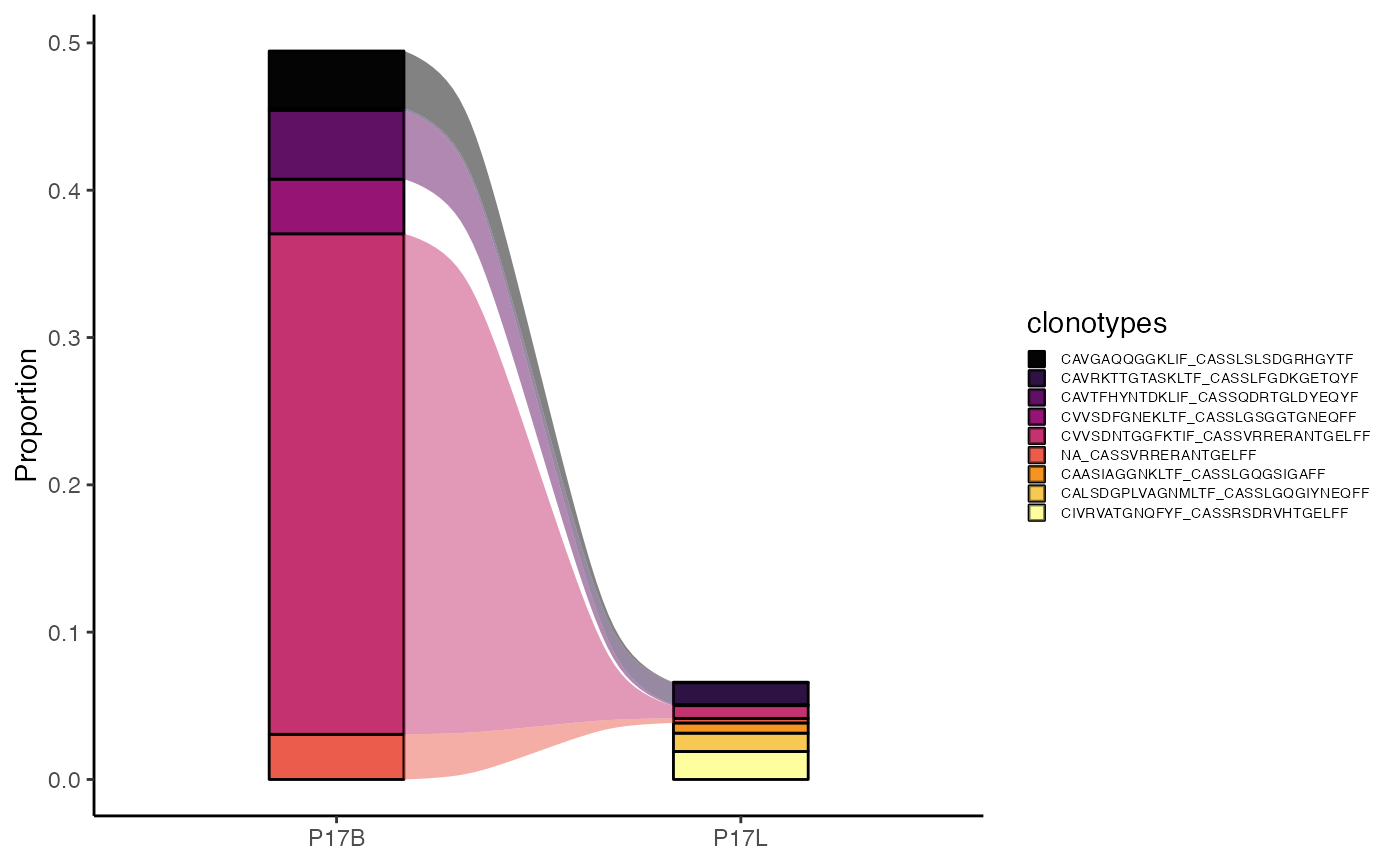 0.5
0.4
0.3
0.2
0.1
0.0
Proportion
P17B
P17L
clonotypes
CAVGAQQGGKLIF_CASSLSLSDGRHGYTF
CAVRKTTGTASKLTF_CASSLFGDKGETQYF
CAVTFHYNTDKLIF_CASSQDRTGLDYEQYF
CVVSDFGNEKLTF_CASSLGSGGTGNEQFF
CVVSDNTGGFKTIF_CASSVRRERANTGELFF
NA_CASSVRRERANTGELFF
CAASIAGGNKLTF_CASSLGQGSIGAFF
CALSDGPLVAGNMLTF_CASSLGQGIYNEQFF
CIVRVATGNQFYF_CASSRSDRVHTGELFF